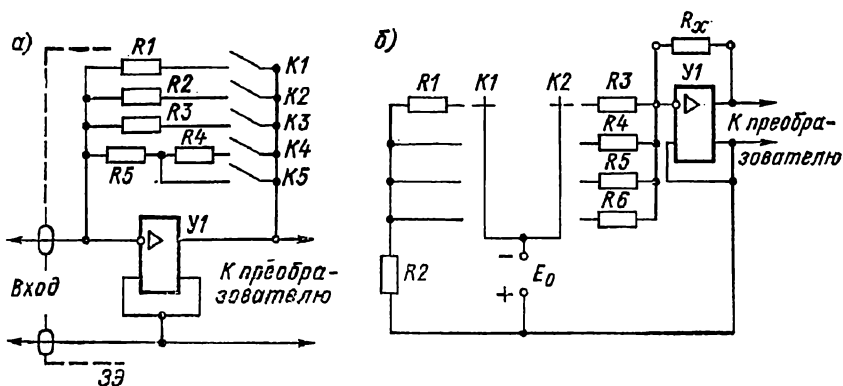 а)
R1
K1
R2
K2
R3
K3
R4
K4
R5
K5
У1
Вход
К преобра-
зователю
ЭЭ
б)
Rx
R1
K1
K2
R3
У1
R4
R5
R6
К преобра-
зователю
R2
− E0
+